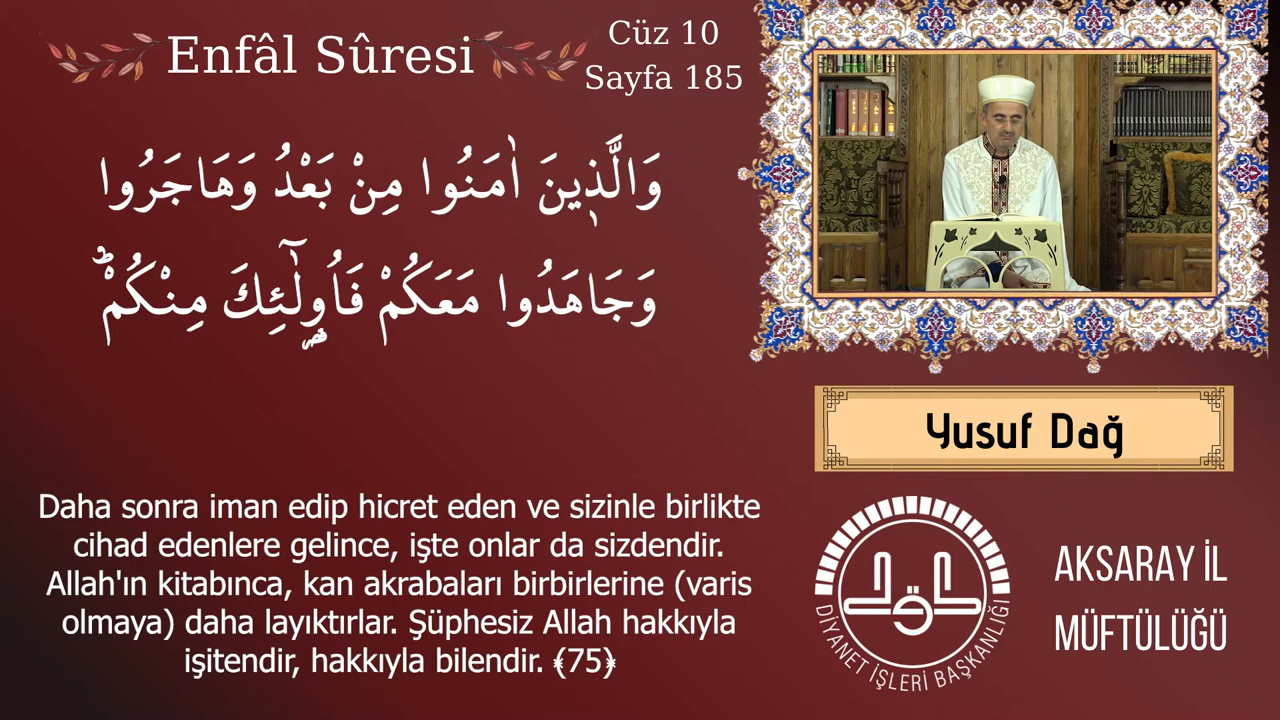 Enfâl Sûresi
Cüz 10
Sayfa 185
وَالَّذ۪ينَ اٰمَنُوا مِنْ بَعْدُ وَهَاجَرُوا
وَجَاهَدُوا مَعَكُمْ فَاُو۬لٰٓئِكَ مِنْكُمْۜ
Daha sonra iman edip hicret eden ve sizinle birlikte
cihad edenlere gelince, işte onlar da sizdendir.
Allah'ın kitabınca, kan akrabaları birbirlerine (varis
olmaya) daha layıktırlar. Şüphesiz Allah hakkıyla
işitendir, hakkıyla bilendir. ﴾75﴿
Yusuf Dağ
DİYANET İŞLERİ BAŞKANLIĞI
AKSARAY İL
MÜFTÜLÜĞÜ